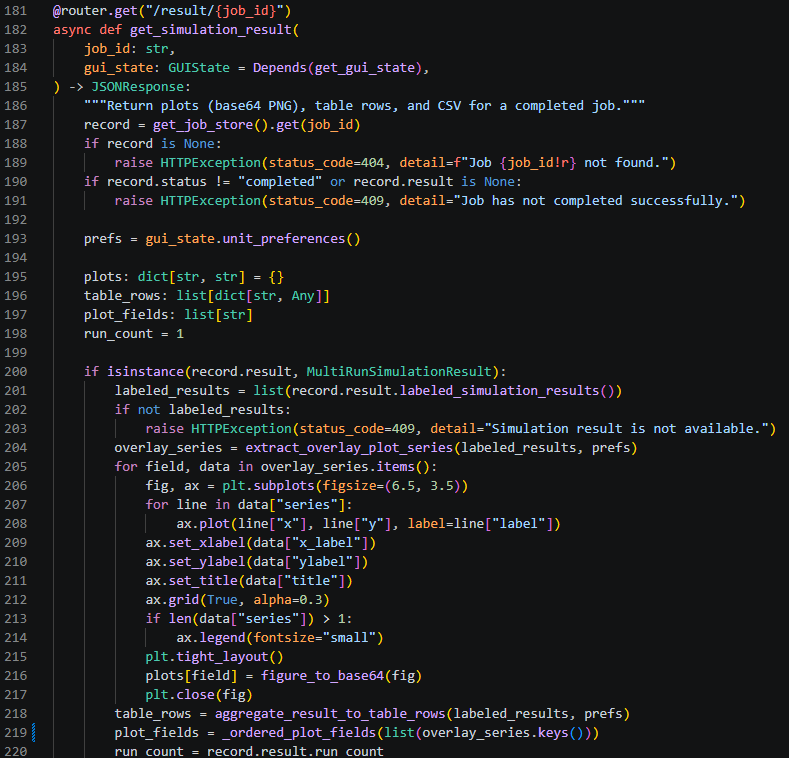 181 @router.get("/result/{job_id}")
182 async def get_simulation_result(
183     job_id: str,
184     gui_state: GUIState = Depends(get_gui_state),
185 ) -> JSONResponse:
186     """Return plots (base64 PNG), table rows, and CSV for a completed job."""
187     record = get_job_store().get(job_id)
188     if record is None:
189         raise HTTPException(status_code=404, detail=f"Job {job_id!r} not found.")
190     if record.status != "completed" or record.result is None:
191         raise HTTPException(status_code=409, detail="Job has not completed successfully.")
192
193     prefs = gui_state.unit_preferences()
194
195     plots: dict[str, str] = {}
196     table_rows: list[dict[str, Any]]
197     plot_fields: list[str]
198     run_count = 1
199
200     if isinstance(record.result, MultiRunSimulationResult):
201         labeled_results = list(record.result.labeled_simulation_results())
202         if not labeled_results:
203             raise HTTPException(status_code=409, detail="Simulation result is not available.")
204         overlay_series = extract_overlay_plot_series(labeled_results, prefs)
205         for field, data in overlay_series.items():
206             fig, ax = plt.subplots(figsize=(6.5, 3.5))
207             for line in data["series"]:
208                 ax.plot(line["x"], line["y"], label=line["label"])
209             ax.set_xlabel(data["x_label"])
210             ax.set_ylabel(data["ylabel"])
211             ax.set_title(data["title"])
212             ax.grid(True, alpha=0.3)
213             if len(data["series"]) > 1:
214                 ax.legend(fontsize="small")
215             plt.tight_layout()
216             plots[field] = figure_to_base64(fig)
217             plt.close(fig)
218         table_rows = aggregate_result_to_table_rows(labeled_results, prefs)
219         plot_fields = _ordered_plot_fields(list(overlay_series.keys()))
220         run_count = record.result.run_count